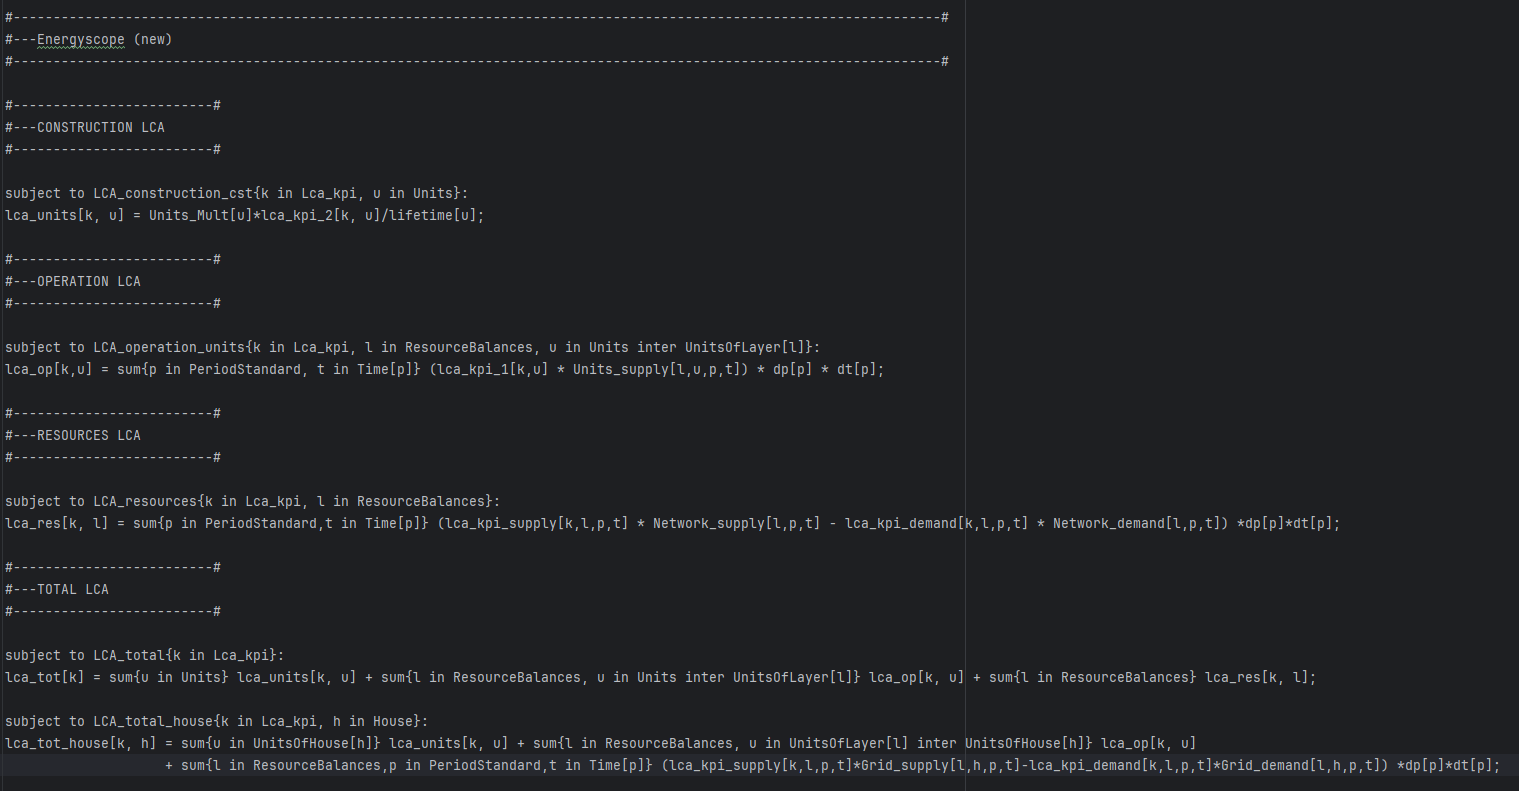 #--------------------------------------------------------------------------------------------------------------------#
#---Energyscope (new)
#--------------------------------------------------------------------------------------------------------------------#
#-------------------------#
#---CONSTRUCTION LCA
#-------------------------#
subject to LCA_construction_cst{k in Lca_kpi, u in Units}:
lca_units[k, u] = Units_Mult[u]*lca_kpi_2[k, u]/lifetime[u];
#-------------------------#
#---OPERATION LCA
#-------------------------#
subject to LCA_operation_units{k in Lca_kpi, l in ResourceBalances, u in Units inter UnitsOfLayer[l]}:
lca_op[k,u] = sum{p in PeriodStandard, t in Time[p]} (lca_kpi_1[k,u] * Units_supply[l,u,p,t]) * dp[p] * dt[p];
#-------------------------#
#---RESOURCES LCA
#-------------------------#
subject to LCA_resources{k in Lca_kpi, l in ResourceBalances}:
lca_res[k, l] = sum{p in PeriodStandard,t in Time[p]} (lca_kpi_supply[k,l,p,t] * Network_supply[l,p,t] - lca_kpi_demand[k,l,p,t] * Network_demand[l,p,t]) *dp[p]*dt[p];
#-------------------------#
#---TOTAL LCA
#-------------------------#
subject to LCA_total{k in Lca_kpi}:
lca_tot[k] = sum{u in Units} lca_units[k, u] + sum{l in ResourceBalances, u in Units inter UnitsOfLayer[l]} lca_op[k, u] + sum{l in ResourceBalances} lca_res[k, l];
subject to LCA_total_house{k in Lca_kpi, h in House}:
lca_tot_house[k, h] = sum{u in UnitsOfHouse[h]} lca_units[k, u] + sum{l in ResourceBalances, u in UnitsOfLayer[l] inter UnitsOfHouse[h]} lca_op[k, u]
+ sum{l in ResourceBalances,p in PeriodStandard,t in Time[p]} (lca_kpi_supply[k,l,p,t]*Grid_supply[l,h,p,t]-lca_kpi_demand[k,l,p,t]*Grid_demand[l,h,p,t]) *dp[p]*dt[p];